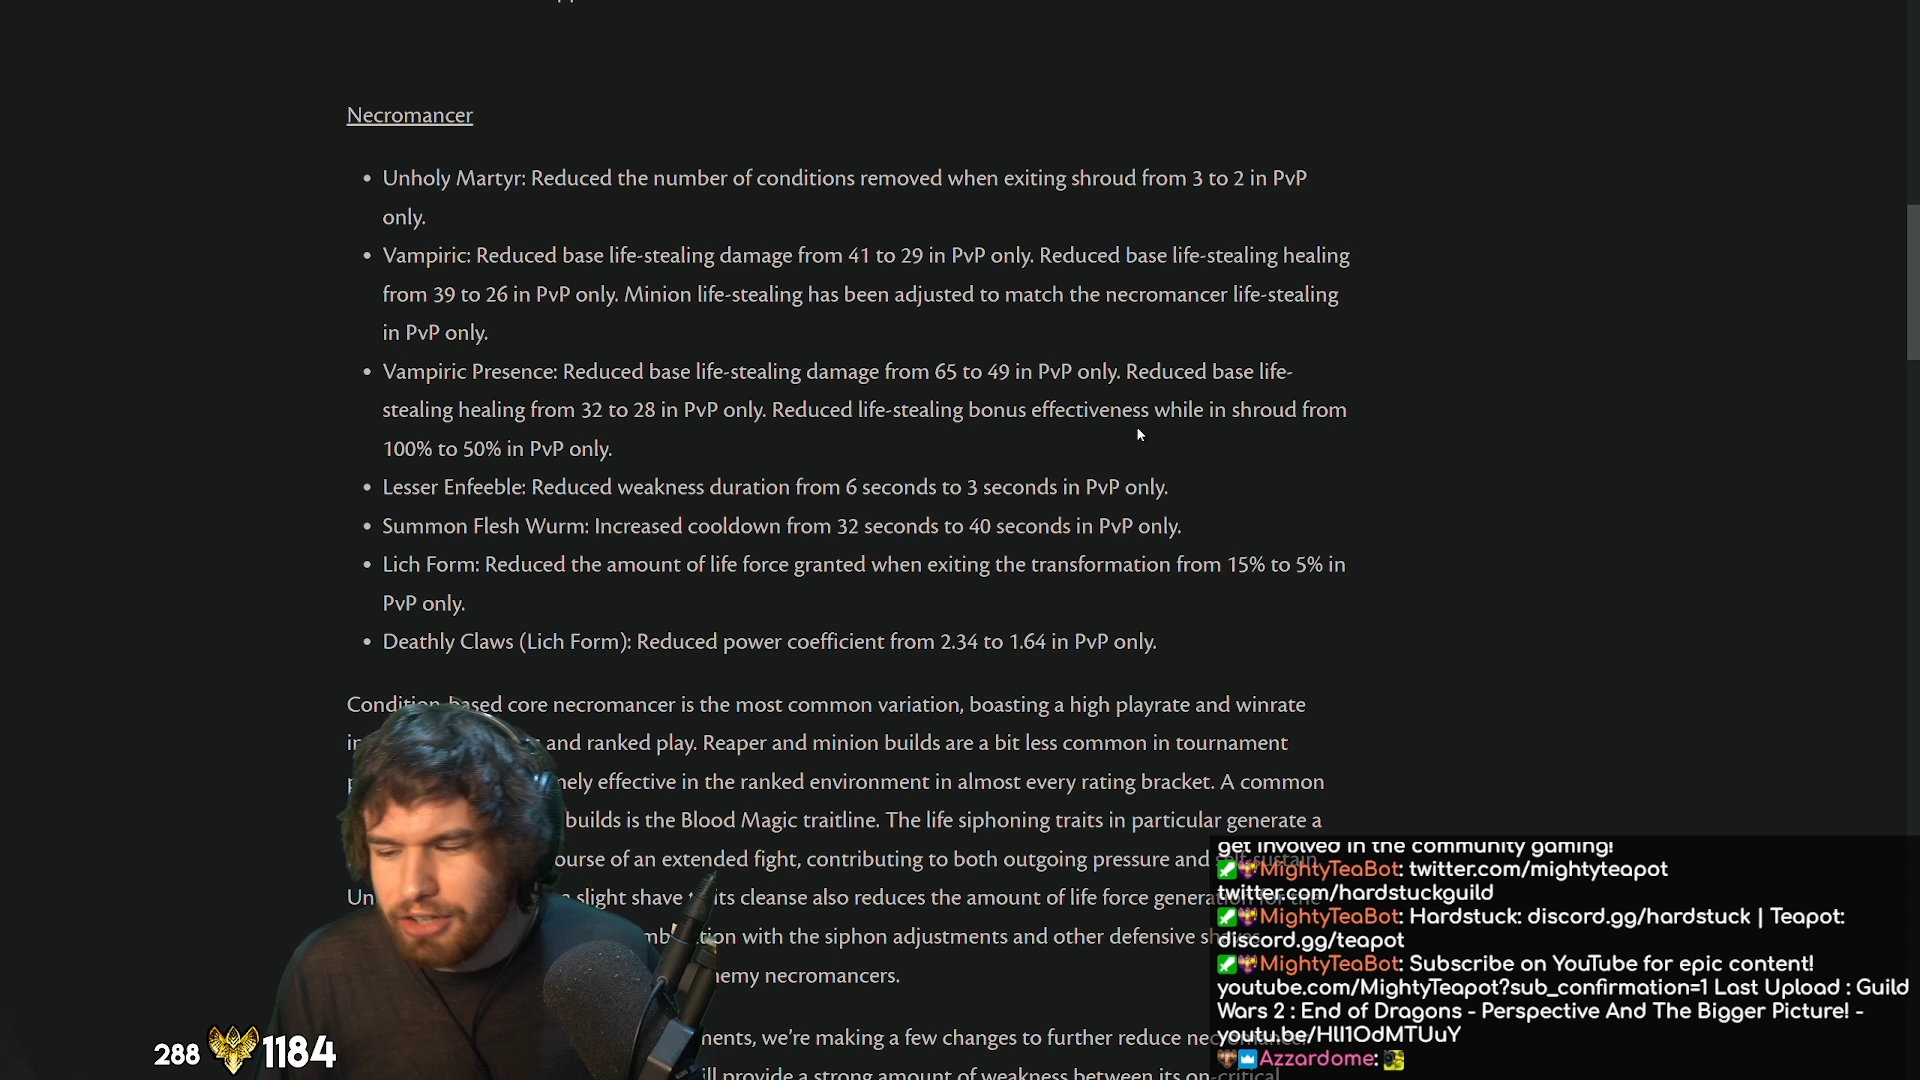 Necromancer
• Unholy Martyr: Reduced the number of conditions removed when exiting shroud from 3 to 2 in PvP
only.
• Vampiric: Reduced base life-stealing damage from 41 to 29 in PvP only. Reduced base life-stealing healing
from 39 to 26 in PvP only. Minion life-stealing has been adjusted to match the necromancer life-stealing
in PvP only.
• Vampiric Presence: Reduced base life-stealing damage from 65 to 49 in PvP only. Reduced base life-
stealing healing from 32 to 28 in PvP only. Reduced life-stealing bonus effectiveness while in shroud from
100% to 50% in PvP only.
• Lesser Enfeeble: Reduced weakness duration from 6 seconds to 3 seconds in PvP only.
• Summon Flesh Wurm: Increased cooldown from 32 seconds to 40 seconds in PvP only.
• Lich Form: Reduced the amount of life force granted when exiting the transformation from 15% to 5% in
PvP only.
• Deathly Claws (Lich Form): Reduced power coefficient from 2.34 to 1.64 in PvP only.
Condition-based core necromancer is the most common variation, boasting a high playrate and winrate
and ranked play. Reaper and minion builds are a bit less common in tournament
effective in the ranked environment in almost every rating bracket. A common
builds is the Blood Magic traitline. The life siphoning traits in particular generate a
of an extended fight, contributing to both outgoing pressure and self-sustain.
slight shave its cleanse also reduces the amount of life force
with the siphon adjustments and other defensive
necromancers.
we're making a few changes to further reduce
provide a strong amount of weakness between its on-critical
get involved in the community gaming!
MightyTeaBot: twitter.com/mightyteapot
twitter.com/hardstuckguild
MightyTeaBot: Hardstuck: discord.gg/hardstuck | Teapot:
discord.gg/teapot
MightyTeaBot: Subscribe on YouTube for epic content!
youtube.com/MightyTeapot?sub_confirmation=1 Last Upload : Guild
Wars 2 : End of Dragons - Perspective And The Bigger Picture! -
youtu.be/HlI1OdMTUuY
Azzardome:
288 1184